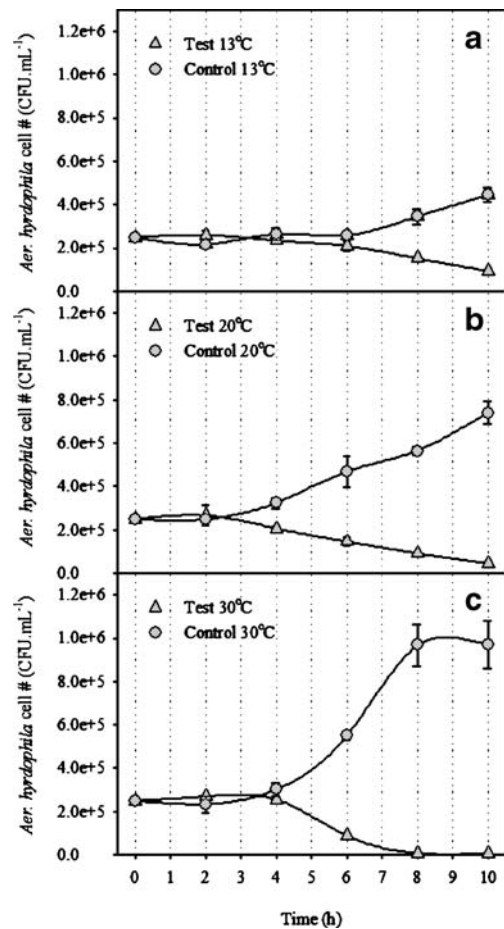 a
1.2e+6
1.0e+6
8.0e+5
6.0e+5
4.0e+5
2.0e+5
0.0
Test 13°C
Control 13°C
Aer. hyrdophila cell # (CFU.mL⁻¹)
b
1.2e+6
1.0e+6
8.0e+5
6.0e+5
4.0e+5
2.0e+5
0.0
Test 20°C
Control 20°C
Aer. hyrdophila cell # (CFU.mL⁻¹)
c
1.2e+6
1.0e+6
8.0e+5
6.0e+5
4.0e+5
2.0e+5
0.0
Test 30°C
Control 30°C
Aer. hyrdophila cell # (CFU.mL⁻¹)
0 1 2 3 4 5 6 7 8 9 10
Time (h)